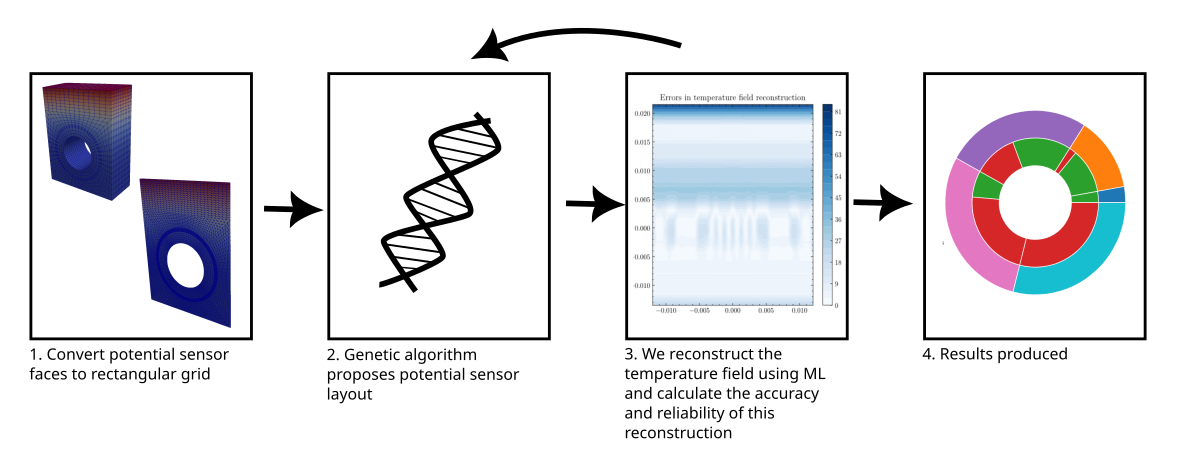 Errors in temperature field reconstruction
0.020
0.015
0.010
0.005
0.000
−0.005
−0.010
−0.010 −0.005 0.000 0.005 0.010
81
72
63
54
45
36
27
18
9
0
1. Convert potential sensor
faces to rectangular grid
2. Genetic algorithm
proposes potential sensor
layout
3. We reconstruct the
temperature field using ML
and calculate the accuracy
and reliability of this
reconstruction
4. Results produced